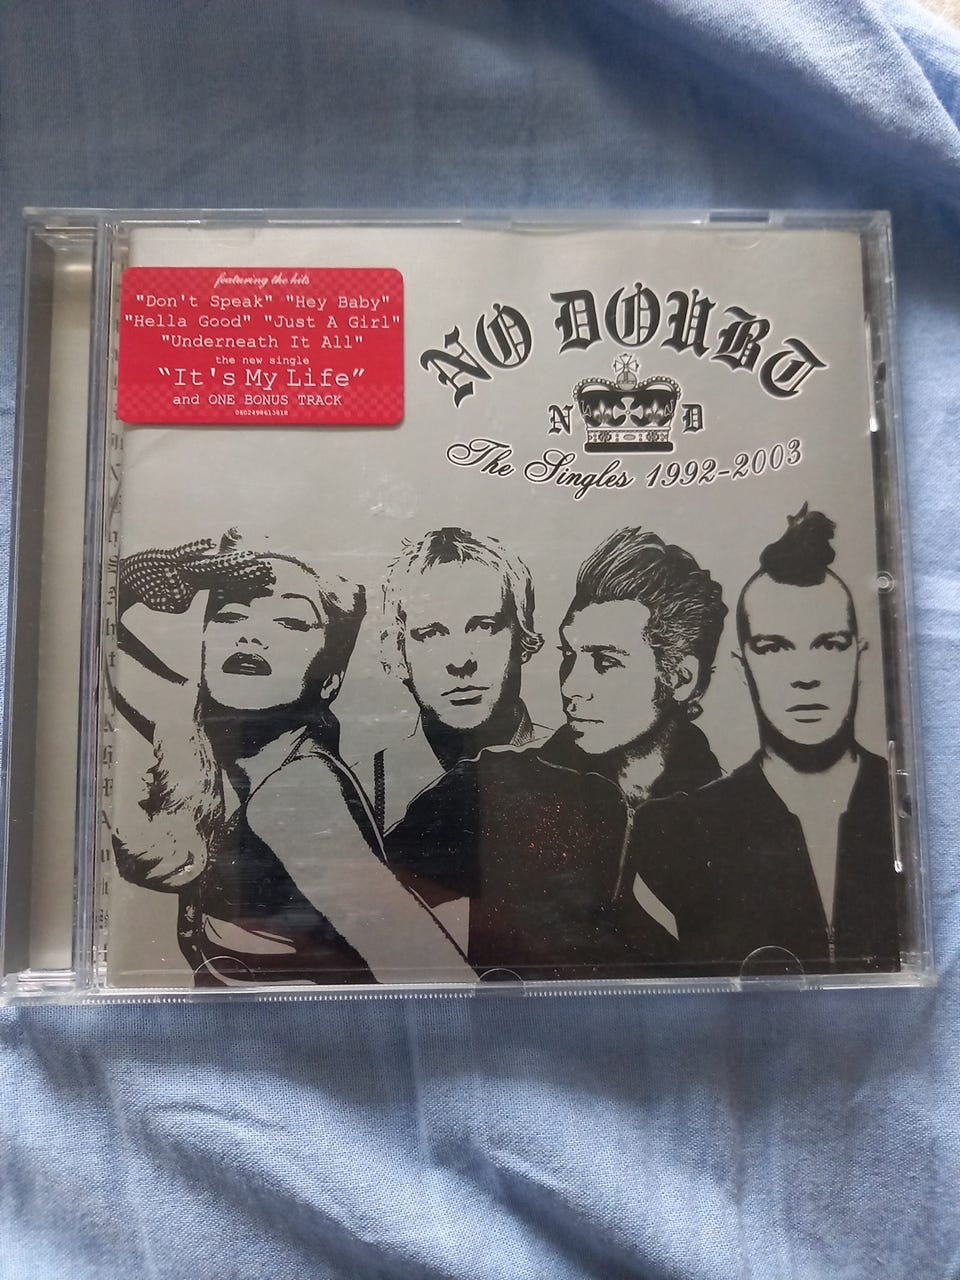 featuring the hits
"Don't Speak" "Hey Baby"
"Hella Good" "Just A Girl"
"Underneath It All"
the new single
"It's My Life"
and ONE BONUS TRACK
0602498613818
NO DOUBT
N D
The Singles 1992-2003